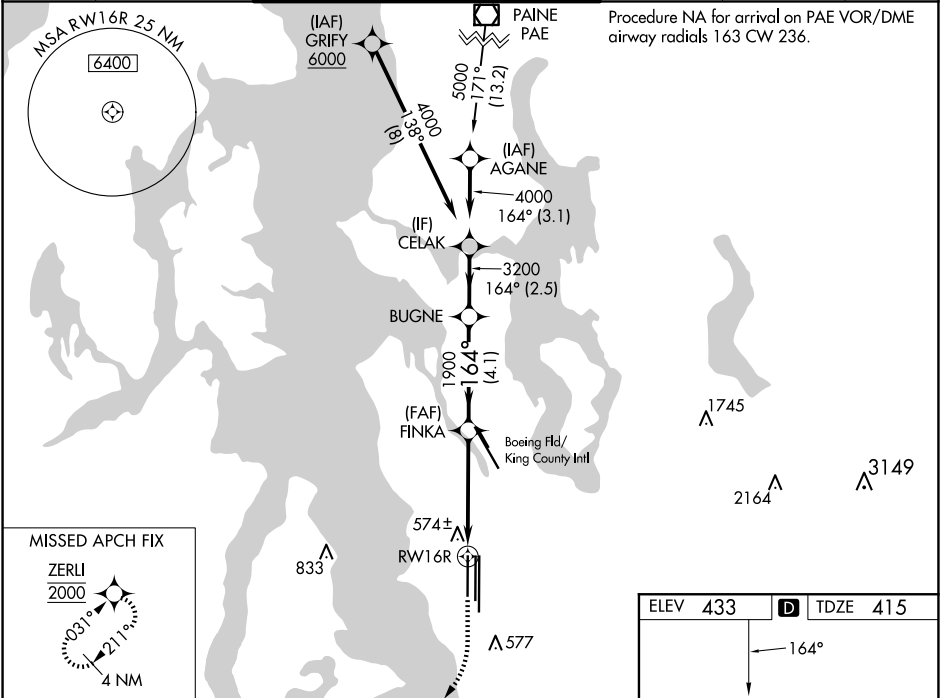 MSA RW16R 25 NM
6400
(IAF)
GRIFY
6000
PAINE
PAE
Procedure NA for arrival on PAE VOR/DME
airway radials 163 CW 236.
5000
171°
(13.2)
4000
138°
(8)
(IAF)
AGANE
4000
164° (3.1)
(IF)
CELAK
3200
164° (2.5)
BUGNE
1900
164°
(4.1)
(FAF)
FINKA
Boeing Fld/
King County Intl
1745
2164
3149
574±
RW16R
833
577
MISSED APCH FIX
ZERLI
2000
031°
211°
4 NM
ELEV 433 D TDZE 415
164°